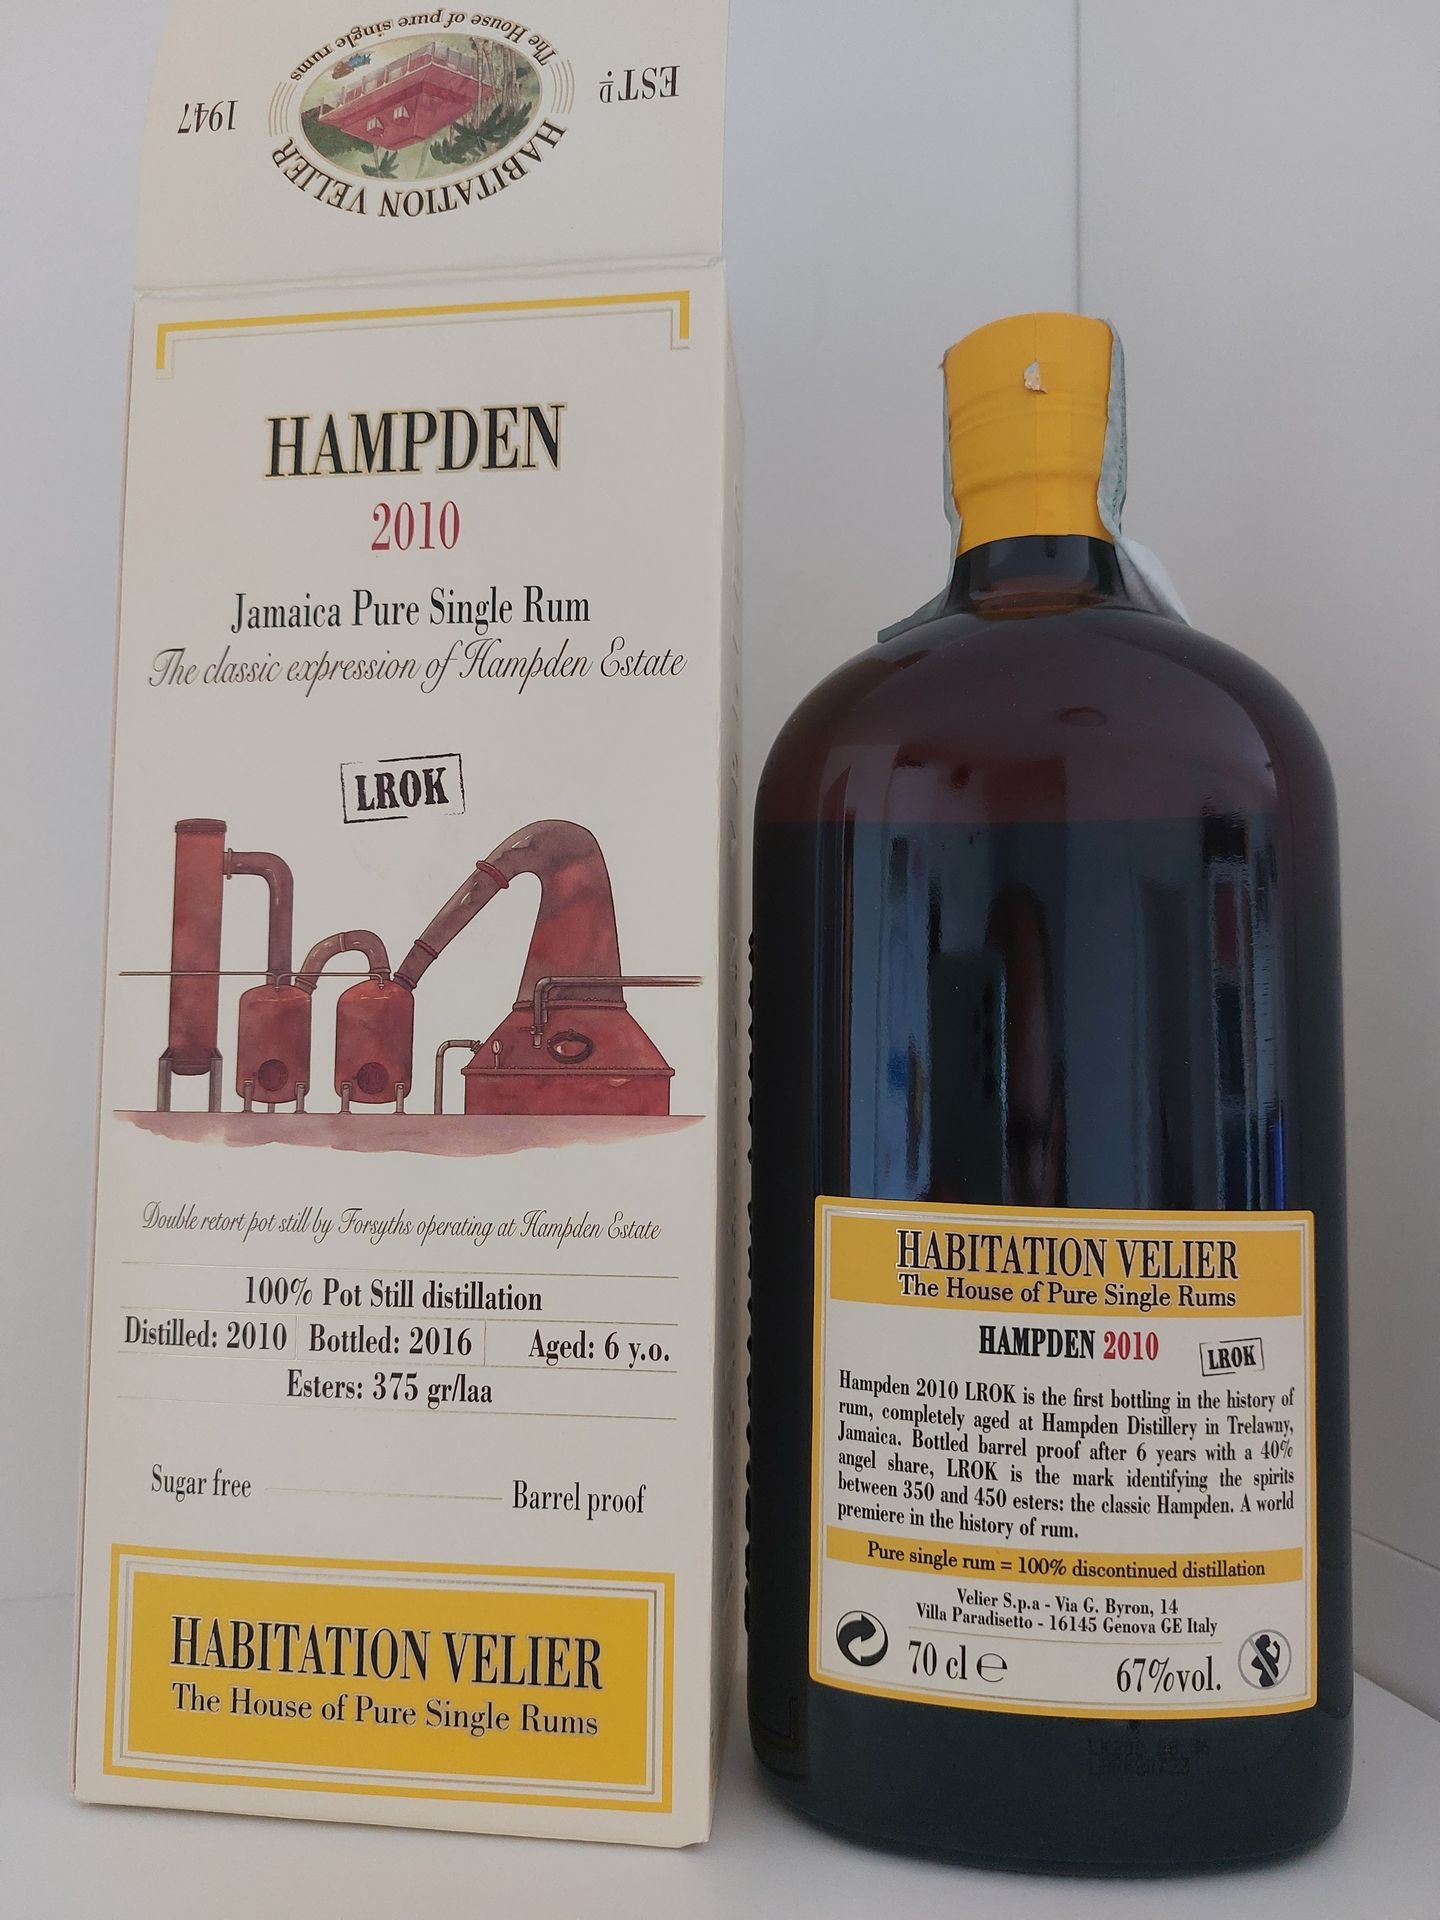 The House of pure single rums
EST D
1947
HABITATION VELIER
HAMPDEN
2010
Jamaica Pure Single Rum
The classic expression of Hampden Estate
LROK
Double retort pot still by Forsyths operating at Hampden Estate
100% Pot Still distillation
Distilled: 2010 Bottled: 2016 Aged: 6 y.o.
Esters: 375 gr/laa
Sugar free Barrel proof
HABITATION VELIER
The House of Pure Single Rums
HABITATION VELIER
The House of Pure Single Rums
HAMPDEN 2010
LROK
Hampden 2010 LROK is the first bottling in the history of
rum, completely aged at Hampden Distillery in Trelawny,
Jamaica. Bottled barrel proof after 6 years with a 40%
angel share, LROK is the mark identifying the spirits
between 350 and 450 esters: the classic Hampden. A world
premiere in the history of rum.
Pure single rum = 100% discontinued distillation
Velier S.p.a - Via G. Byron, 14
Villa Paradisetto - 16145 Genova GE Italy
70 cl ℮ 67%vol.